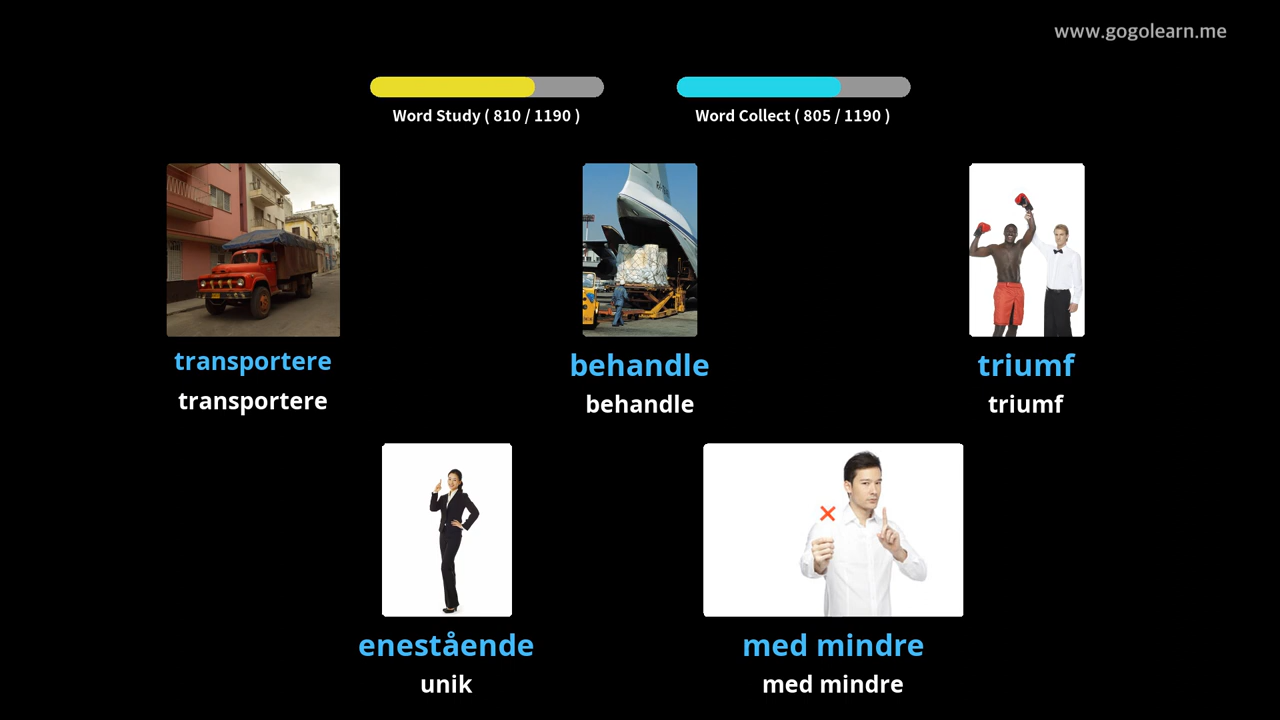 www.gogolearn.me
Word Study ( 810 / 1190 )
Word Collect ( 805 / 1190 )
transportere
transportere
behandle
behandle
triumf
triumf
enestående
unik
med mindre
med mindre